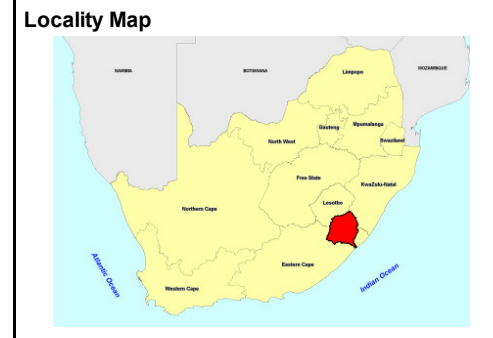 Locality Map
NAMIBIA
BOTSWANA
MOZAMBIQUE
Limpopo
Gauteng
Mpumalanga
North West
Swaziland
Free State
KwaZulu-Natal
Lesotho
Northern Cape
Eastern Cape
Western Cape
Atlantic Ocean
Indian Ocean